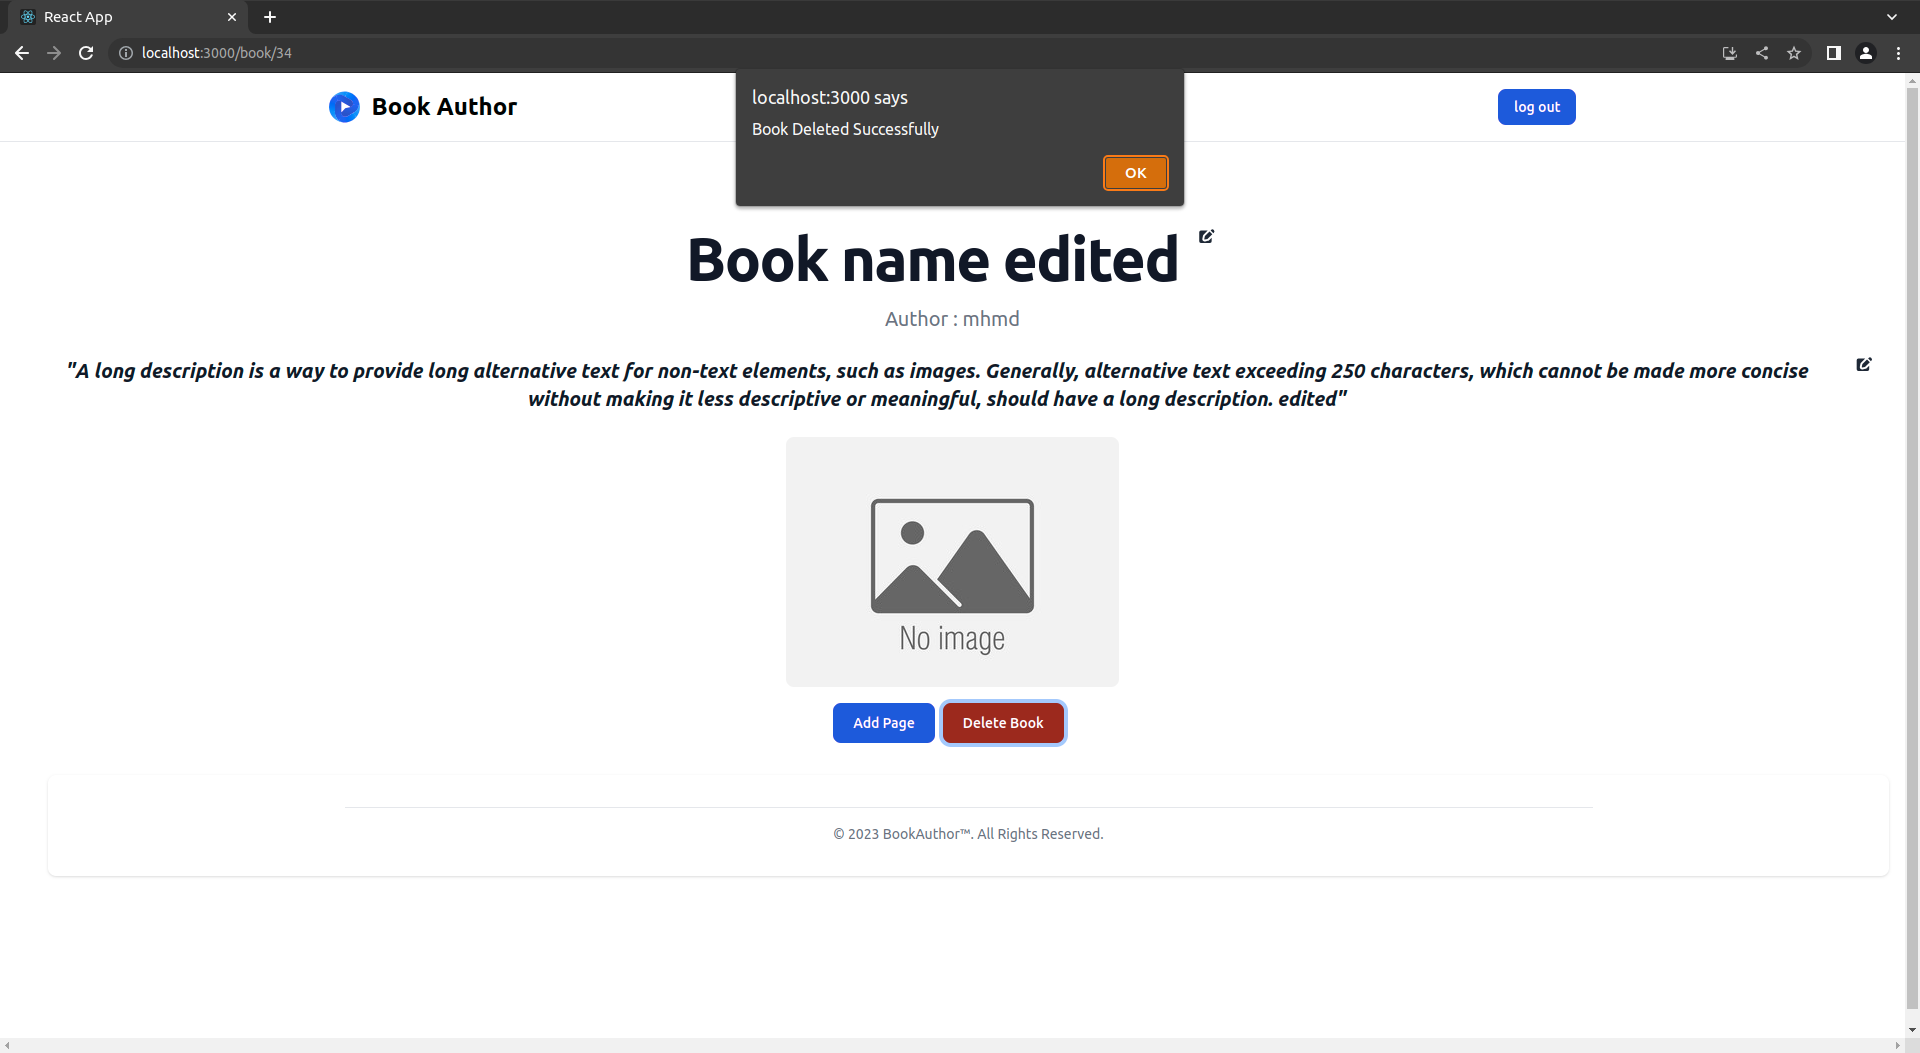 React App
localhost:3000/book/34
Book Author
localhost:3000 says
Book Deleted Successfully
OK
log out
Book name edited
Author : mhmd
"A long description is a way to provide long alternative text for non-text elements, such as images. Generally, alternative text exceeding 250 characters, which cannot be made more concise
without making it less descriptive or meaningful, should have a long description. edited"
No image
Add Page
Delete Book
© 2023 BookAuthor™. All Rights Reserved.